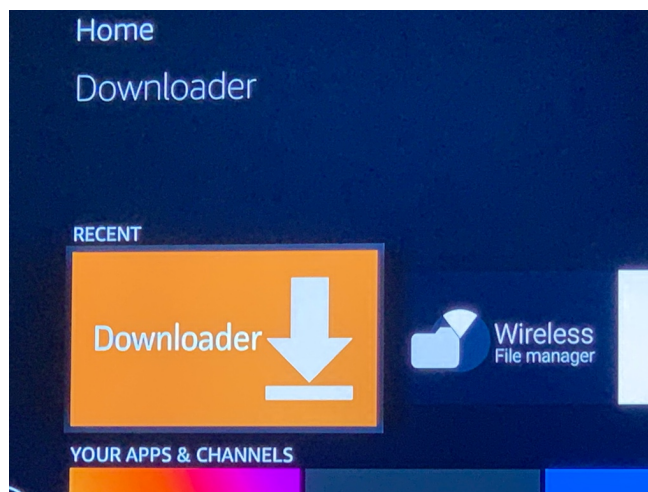 Home
Downloader
RECENT
Downloader
Wireless
File manager
YOUR APPS & CHANNELS